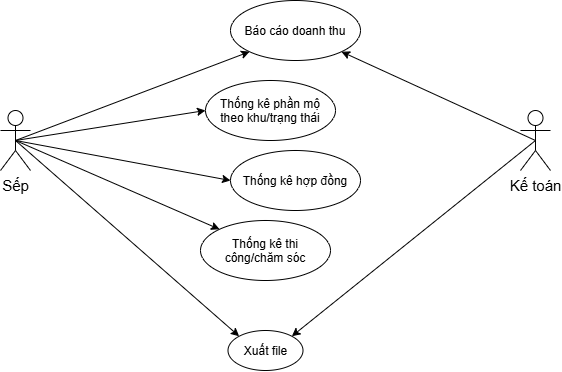 Báo cáo doanh thu
Thống kê phần mộ
theo khu/trạng thái
Sếp
Kế toán
Thống kê hợp đồng
Thống kê thi
công/chăm sóc
Xuất file